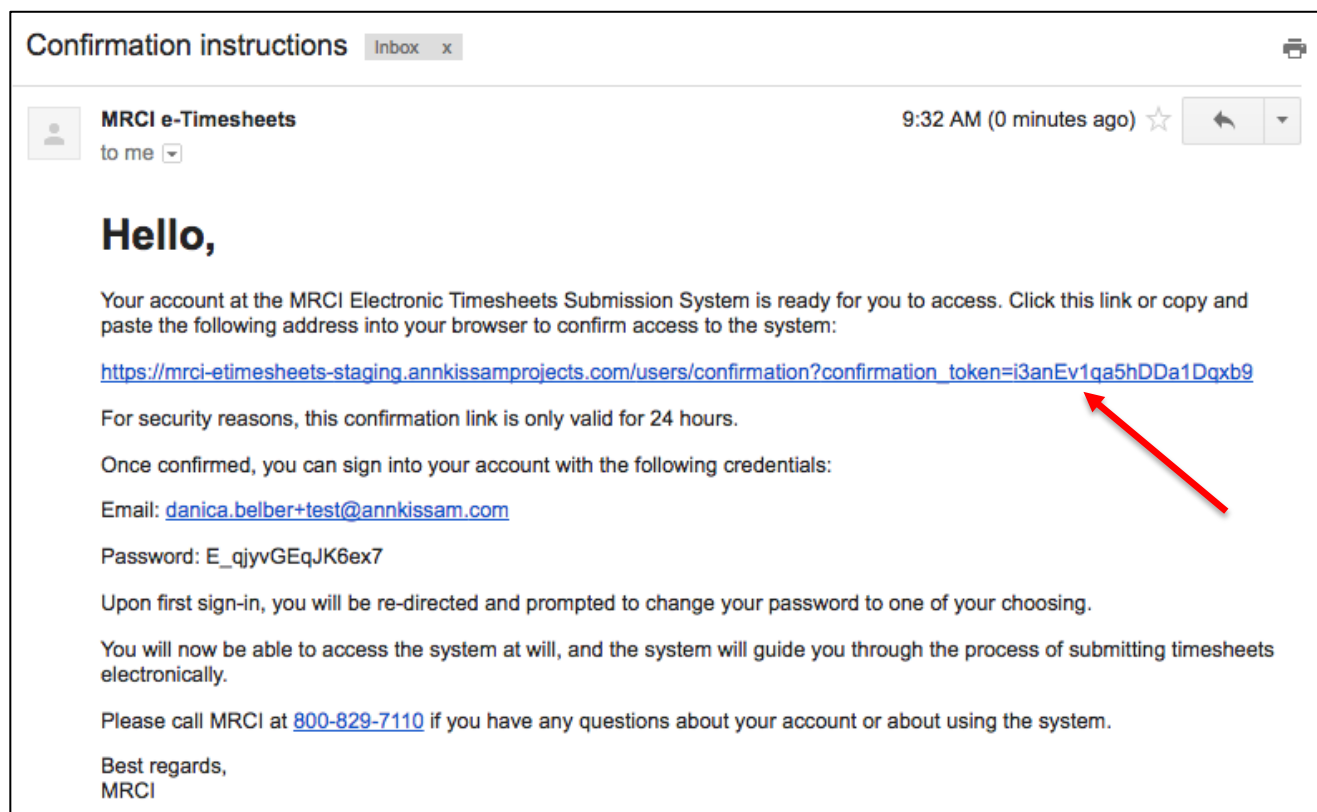 Confirmation instructions Inbox x
MRCI e-Timesheets 9:32 AM (0 minutes ago)
to me
Hello,
Your account at the MRCI Electronic Timesheets Submission System is ready for you to access. Click this link or copy and
paste the following address into your browser to confirm access to the system:
https://mrci-etimesheets-staging.annkissamprojects.com/users/confirmation?confirmation_token=i3anEv1qa5hDDa1Dqxb9
For security reasons, this confirmation link is only valid for 24 hours.
Once confirmed, you can sign into your account with the following credentials:
Email: danica.belber+test@annkissam.com
Password: E_qjyvGEqJK6ex7
Upon first sign-in, you will be re-directed and prompted to change your password to one of your choosing.
You will now be able to access the system at will, and the system will guide you through the process of submitting timesheets
electronically.
Please call MRCI at 800-829-7110 if you have any questions about your account or about using the system.
Best regards,
MRCI